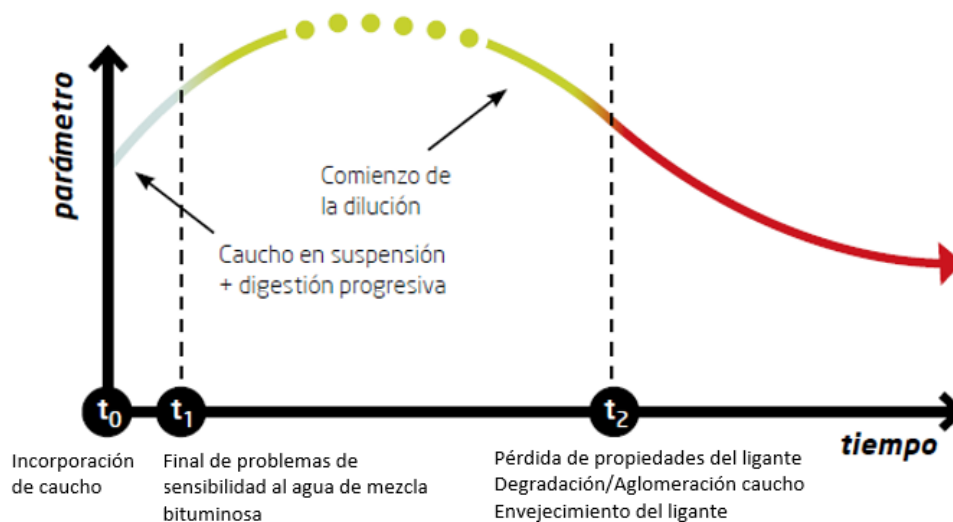 parámetro
Comienzo de
la dilución
Caucho en suspensión
+ digestión progresiva
t0
t1
t2
tiempo
Incorporación
de caucho
Final de problemas de
sensibilidad al agua de mezcla
bituminosa
Pérdida de propiedades del ligante
Degradación/Aglomeración caucho
Envejecimiento del ligante